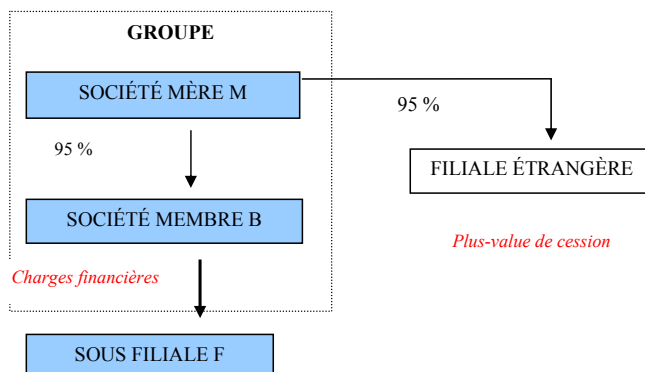 GROUPE
SOCIÉTÉ MÈRE M
95 %
95 %
FILIALE ÉTRANGÈRE
SOCIÉTÉ MEMBRE B
Plus-value de cession
Charges financières
SOUS FILIALE F